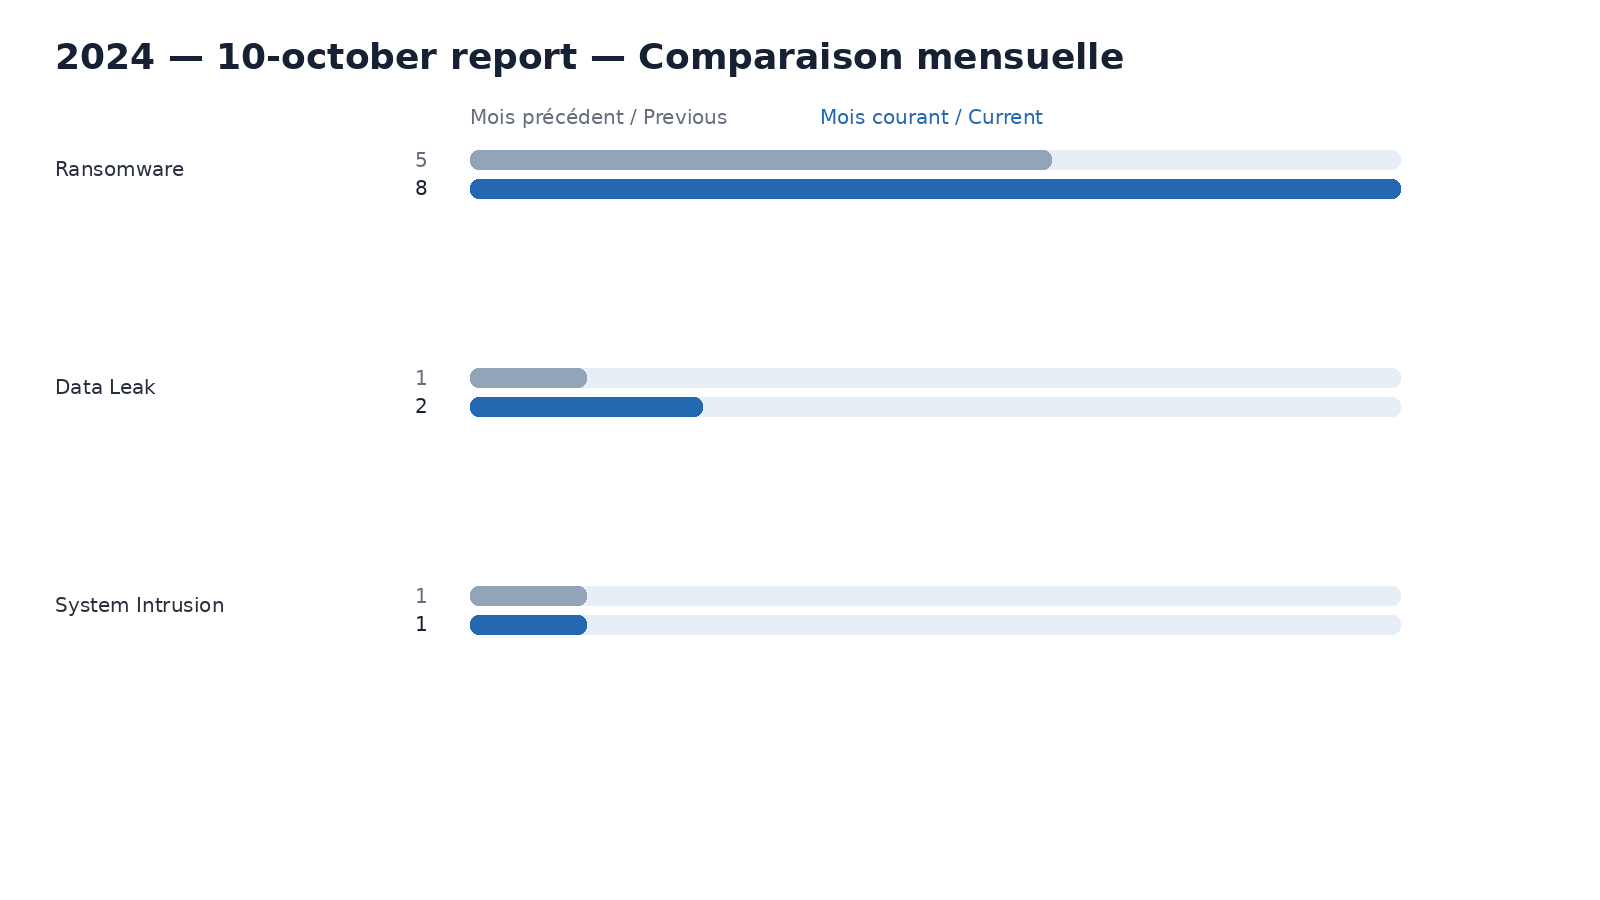 2024 — 10-october report — Comparaison mensuelle
Mois précédent / Previous Mois courant / Current
Ransomware
5
8
Data Leak
1
2
System Intrusion
1
1